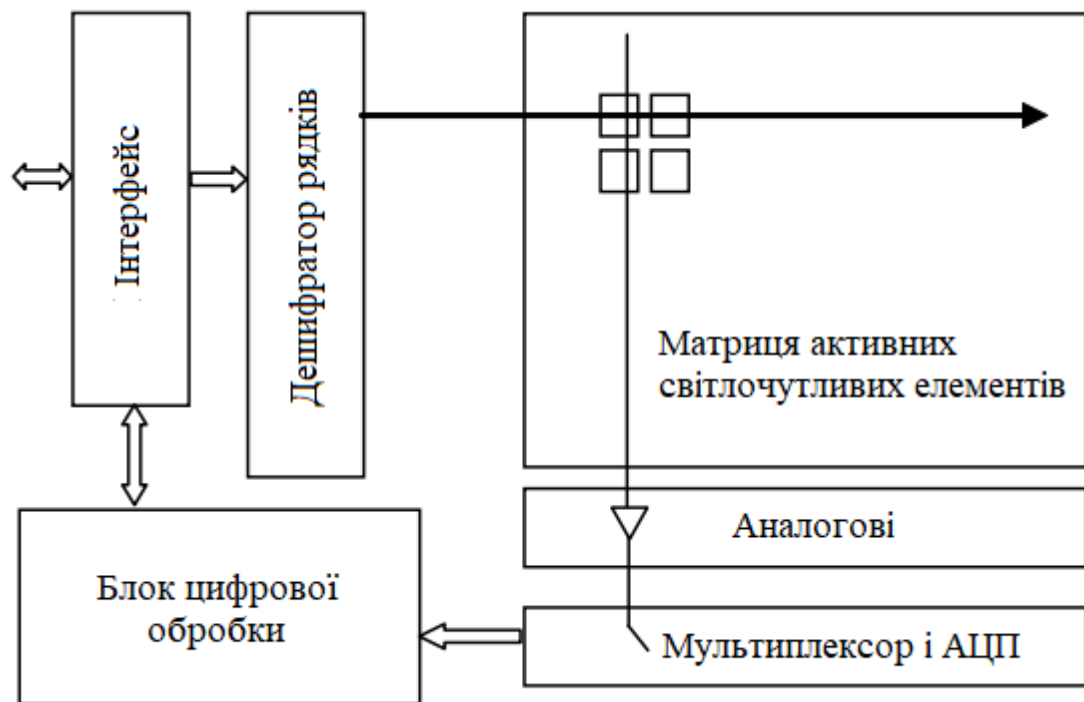 Інтерфейс
Дешифратор рядків
Матриця активних
світлочутливих елементів
Аналогові
Блок цифрової
обробки
Мультиплексор і АЦП